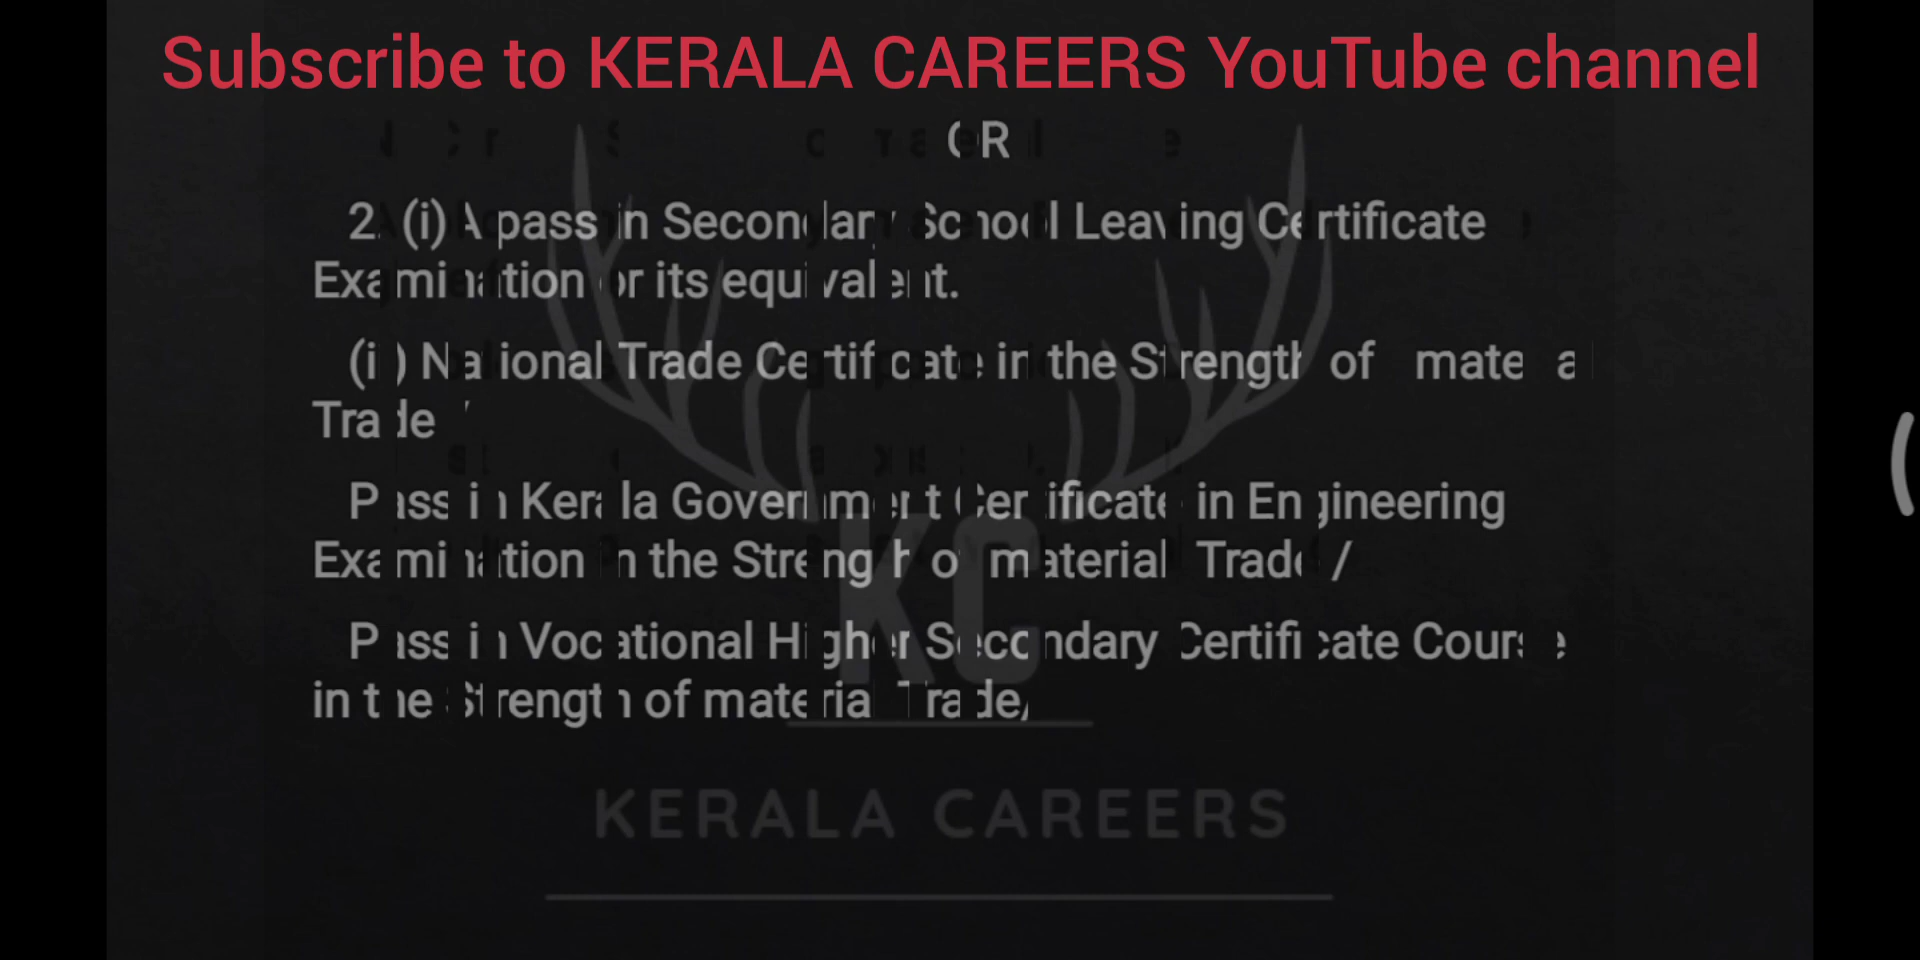 Subscribe to KERALA CAREERS YouTube channel
OR
2. (i) A pass in Secondary School Leaving Certificate
Examination or its equivalent.
(ii) National Trade Certificate in the Strength of material
Trade /
Pass in Kerala Government Certificate in Engineering
Examination in the Strength of material Trade /
Pass in Vocational Higher Secondary Certificate Course
in the Strength of material Trade/
KC
KERALA CAREERS